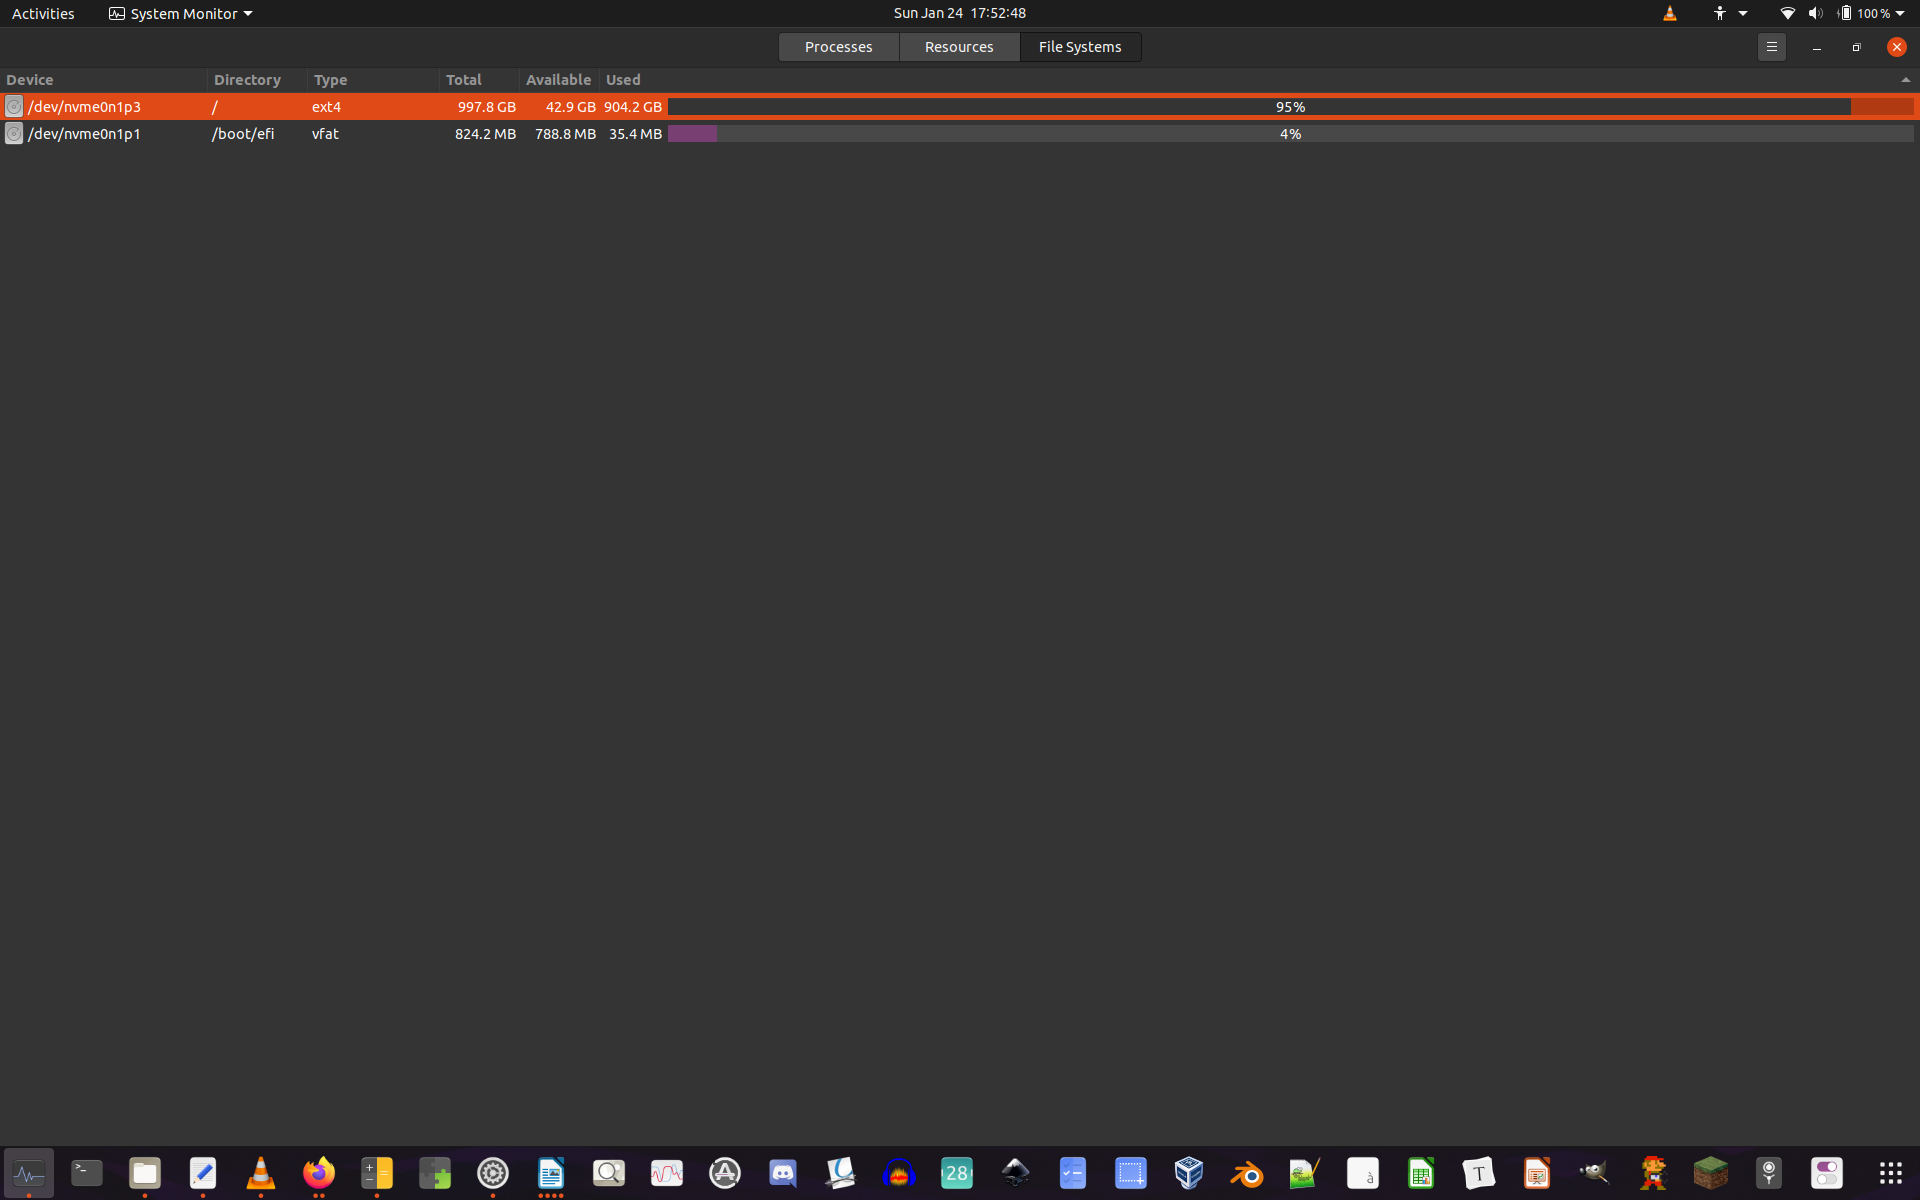 Activities System Monitor Sun Jan 24 17:52:48 100 %
Processes Resources File Systems
Device Directory Type Total Available Used
/dev/nvme0n1p3 / ext4 997.8 GB 42.9 GB 904.2 GB 95%
/dev/nvme0n1p1 /boot/efi vfat 824.2 MB 788.8 MB 35.4 MB 4%
>_ 28 à T